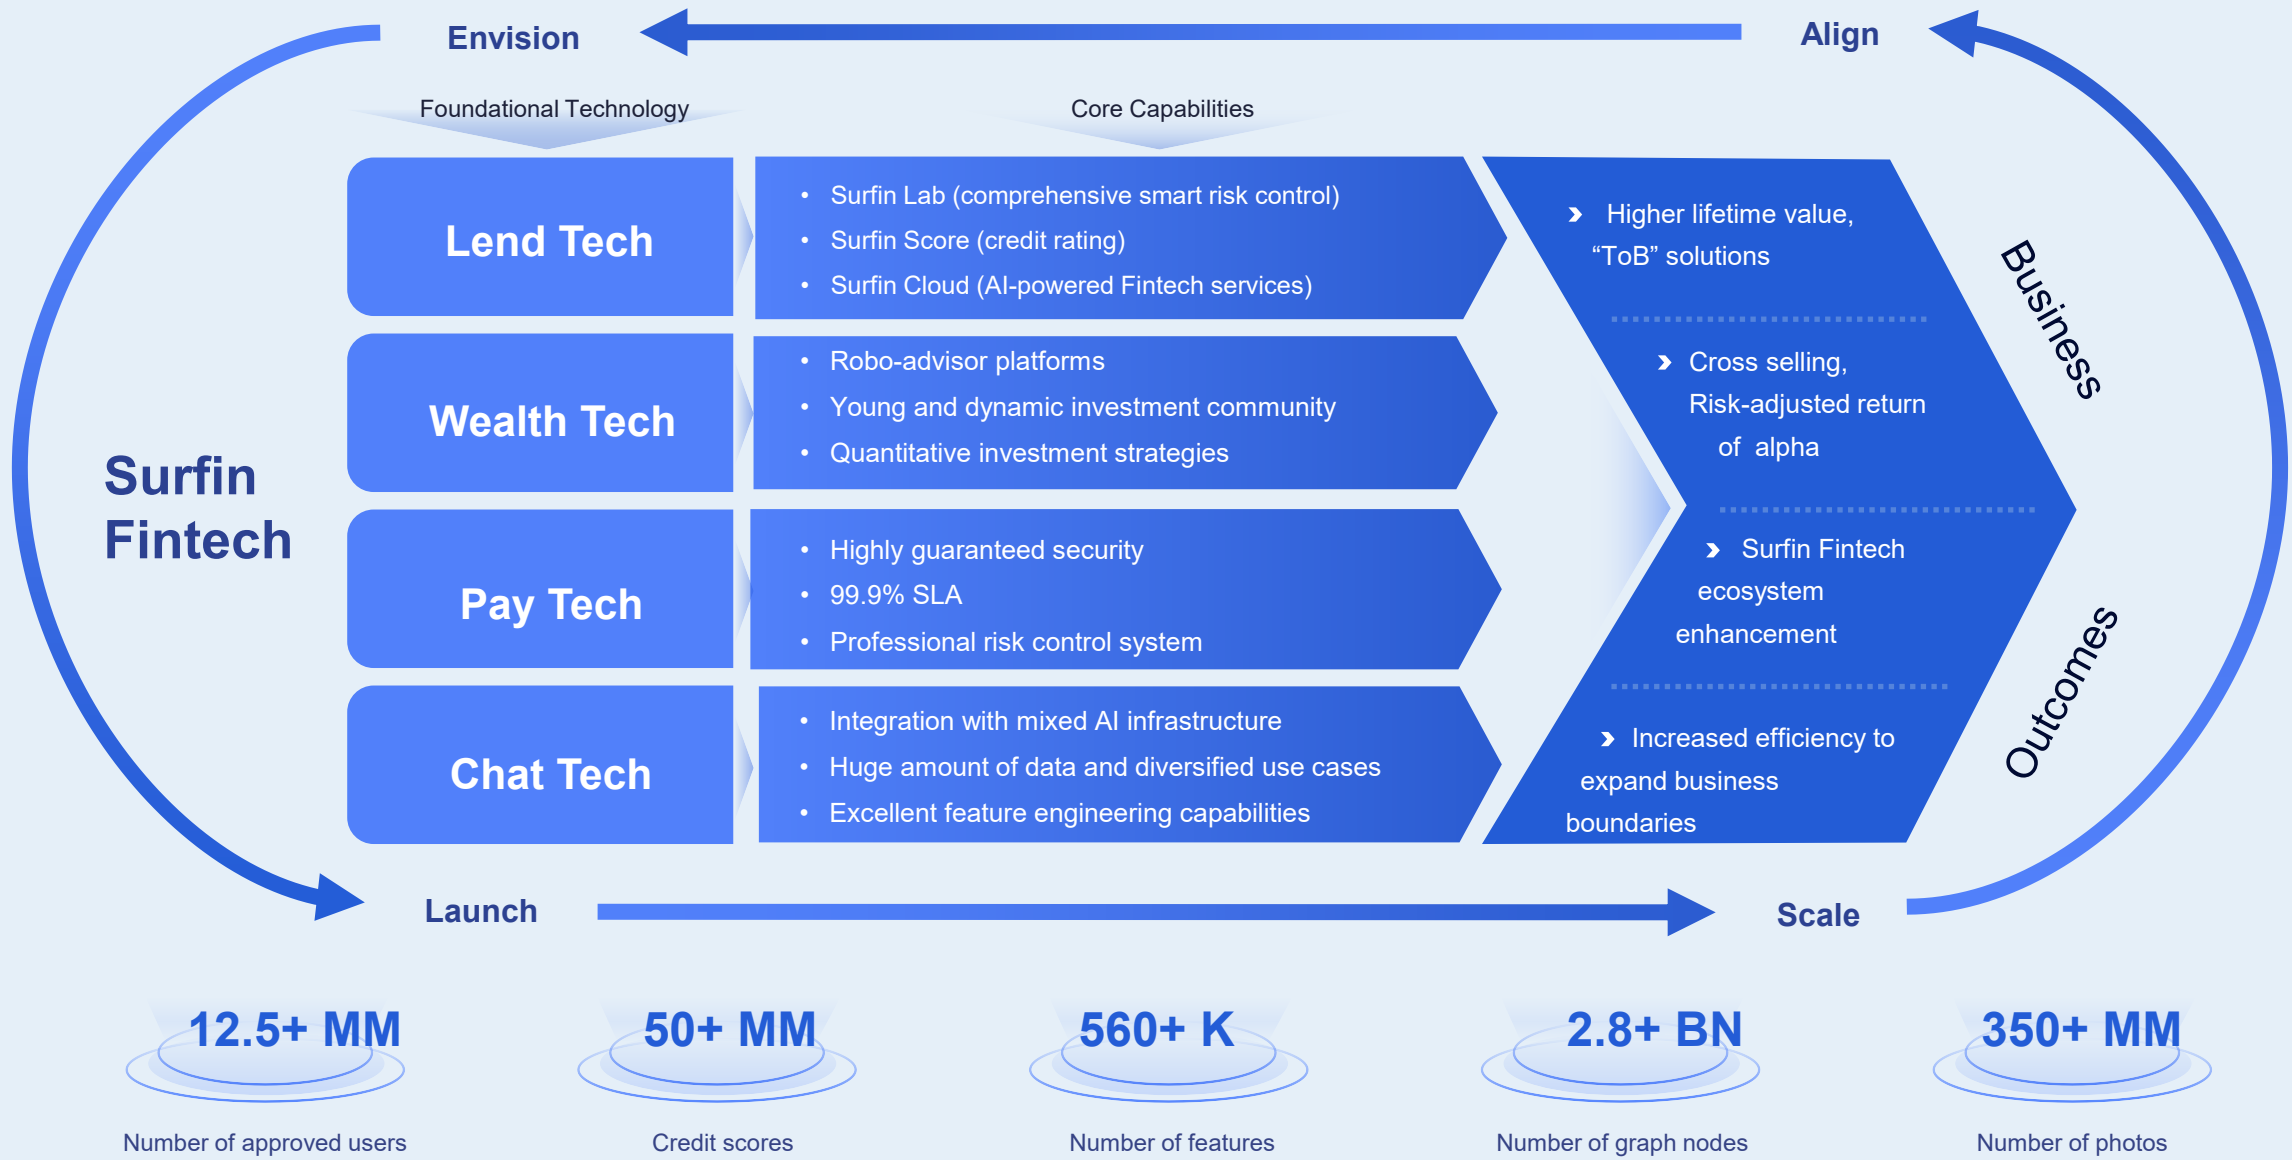 Envision
Align
Foundational Technology
Core Capabilities
Surfin
Fintech
Lend Tech
• Surfin Lab (comprehensive smart risk control)
• Surfin Score (credit rating)
• Surfin Cloud (AI-powered Fintech services)
Wealth Tech
• Robo-advisor platforms
• Young and dynamic investment community
• Quantitative investment strategies
Pay Tech
• Highly guaranteed security
• 99.9% SLA
• Professional risk control system
Chat Tech
• Integration with mixed AI infrastructure
• Huge amount of data and diversified use cases
• Excellent feature engineering capabilities
Higher lifetime value,
“ToB” solutions
Cross selling,
Risk-adjusted return
of alpha
Surfin Fintech
ecosystem
enhancement
Increased efficiency to
expand business
boundaries
Business
Outcomes
Launch
Scale
12.5+ MM
Number of approved users
50+ MM
Credit scores
560+ K
Number of features
2.8+ BN
Number of graph nodes
350+ MM
Number of photos